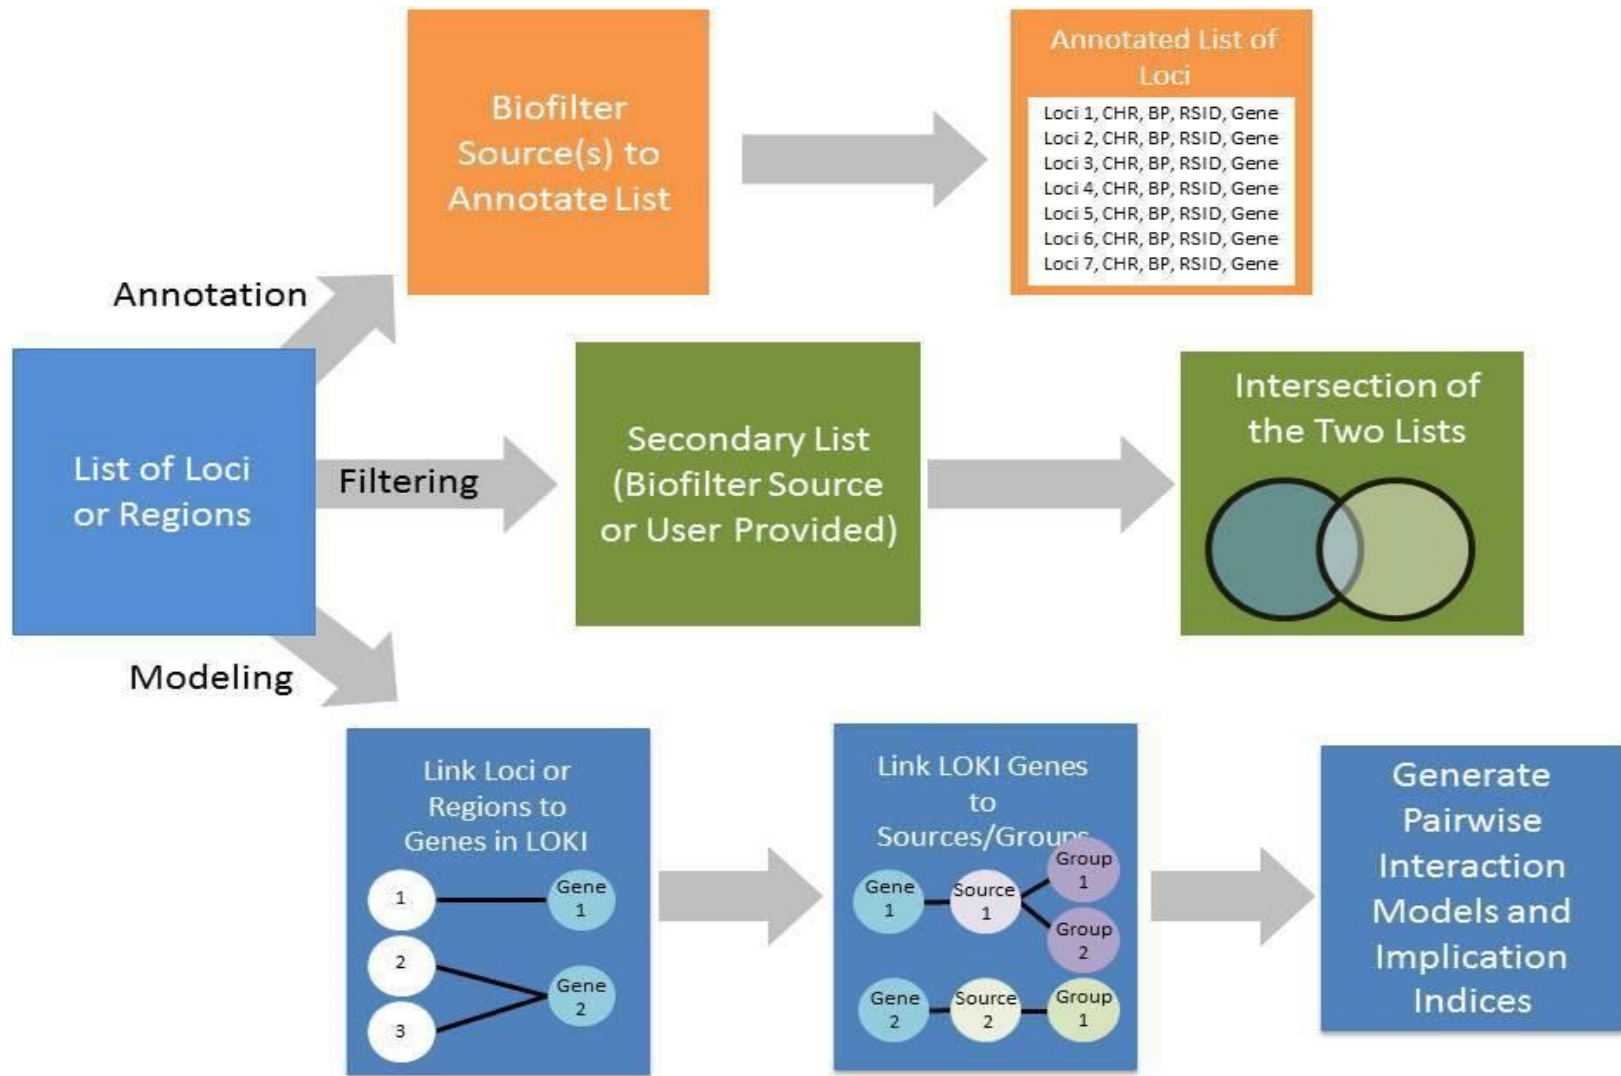 Biofilter
Source(s) to
Annotate List
Annotated List of
Loci
Loci 1, CHR, BP, RSID, Gene
Loci 2, CHR, BP, RSID, Gene
Loci 3, CHR, BP, RSID, Gene
Loci 4, CHR, BP, RSID, Gene
Loci 5, CHR, BP, RSID, Gene
Loci 6, CHR, BP, RSID, Gene
Loci 7, CHR, BP, RSID, Gene
Annotation
List of Loci
or Regions
Filtering
Secondary List
(Biofilter Source
or User Provided)
Intersection of
the Two Lists
Modeling
Link Loci or
Regions to
Genes in LOKI
1
Gene
1
2
Gene
2
3
Link LOKI Genes
to
Sources/Groups
Gene
1
Source
1
Group
1
Group
2
Gene
2
Source
2
Group
1
Generate
Pairwise
Interaction
Models and
Implication
Indices